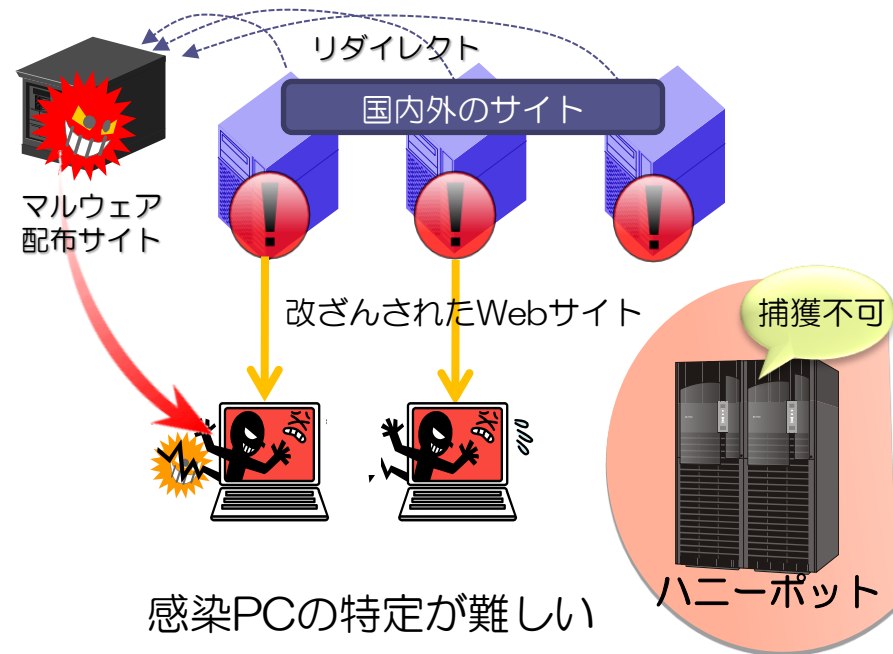 リダイレクト
国内外のサイト
マルウェア
配布サイト
改ざんされたWebサイト
捕獲不可
ハニーポット
感染PCの特定が難しい